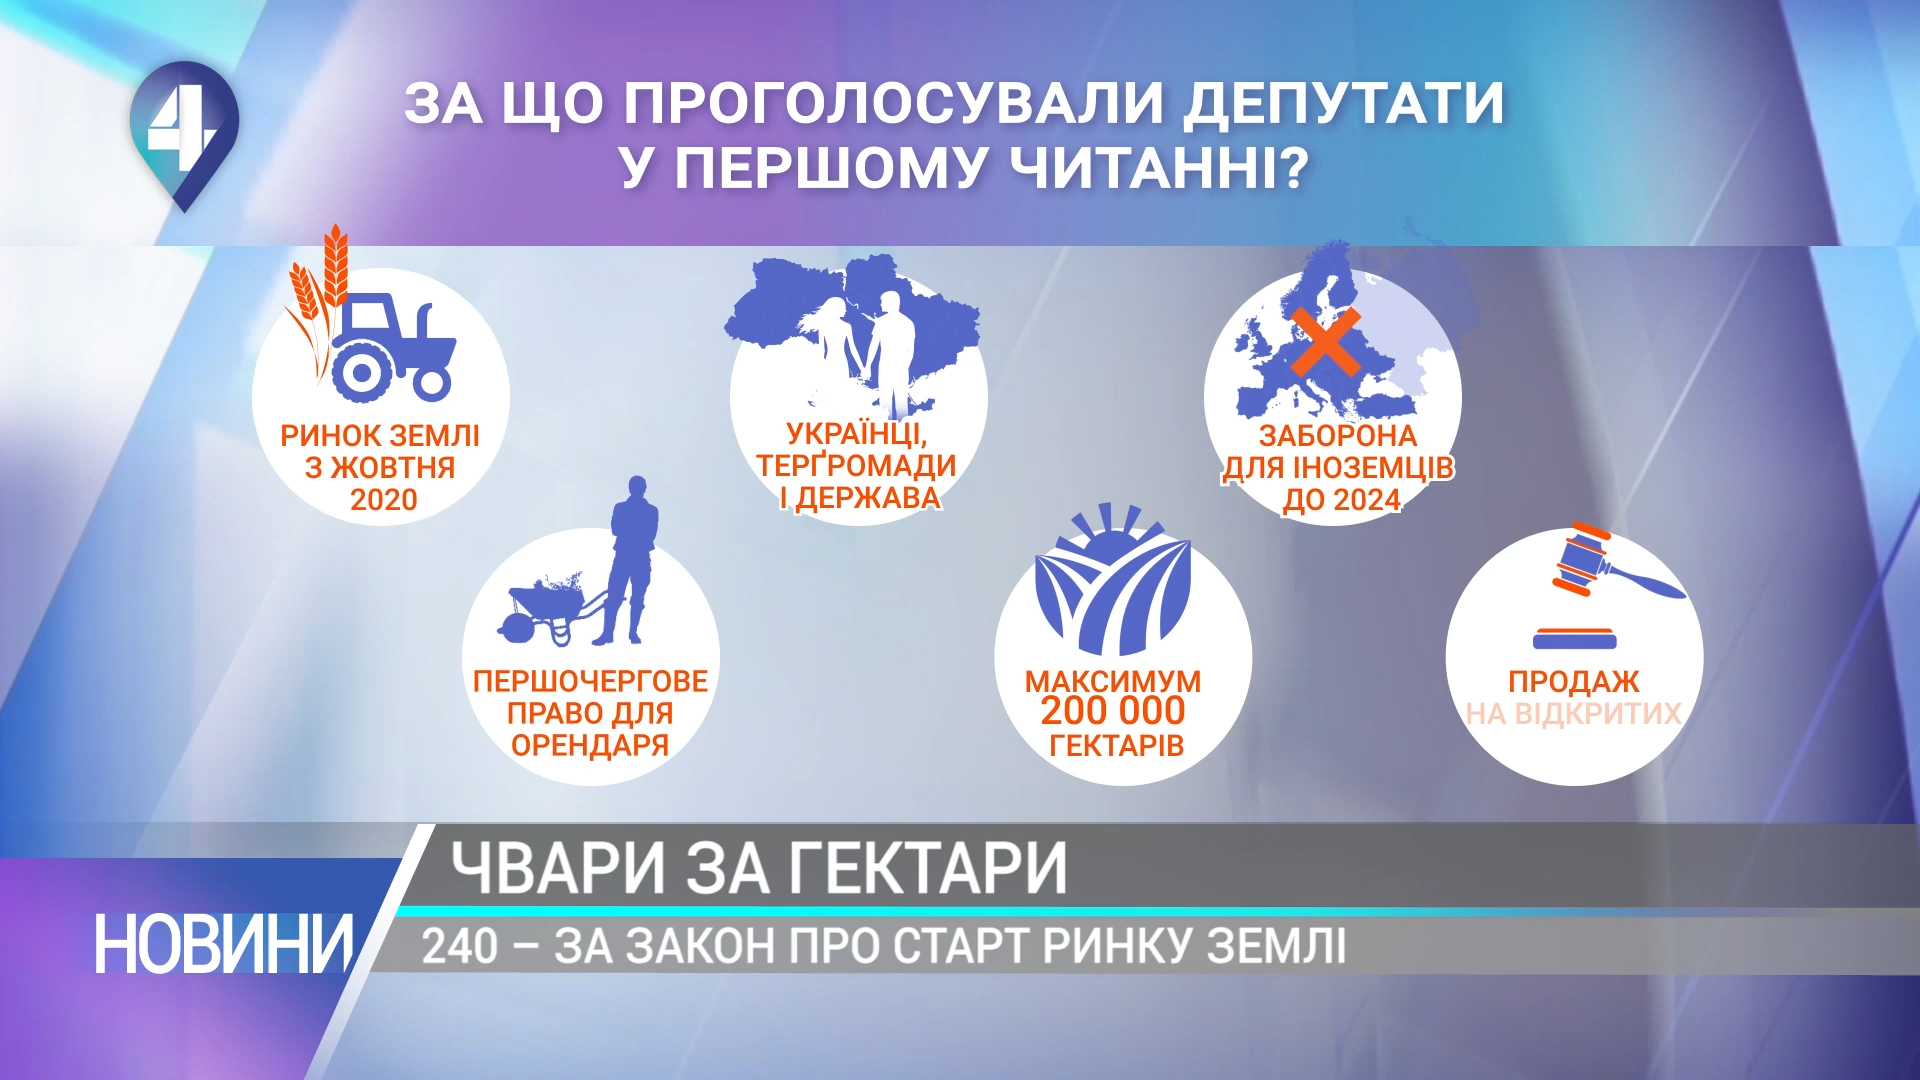 4
ЗА ЩО ПРОГОЛОСУВАЛИ ДЕПУТАТИ
У ПЕРШОМУ ЧИТАННІ?
РИНОК ЗЕМЛІ
З ЖОВТНЯ
2020
УКРАЇНЦІ,
ТЕРҐРОМАДИ
І ДЕРЖАВА
ЗАБОРОНА
ДЛЯ ІНОЗЕМЦІВ
ДО 2024
ПЕРШОЧЕРГОВЕ
ПРАВО ДЛЯ
ОРЕНДАРЯ
МАКСИМУМ
200 000
ГЕКТАРІВ
ПРОДАЖ
НА ВІДКРИТИХ
ЧВАРИ ЗА ГЕКТАРИ
НОВИНИ
240 – ЗА ЗАКОН ПРО СТАРТ РИНКУ ЗЕМЛІ